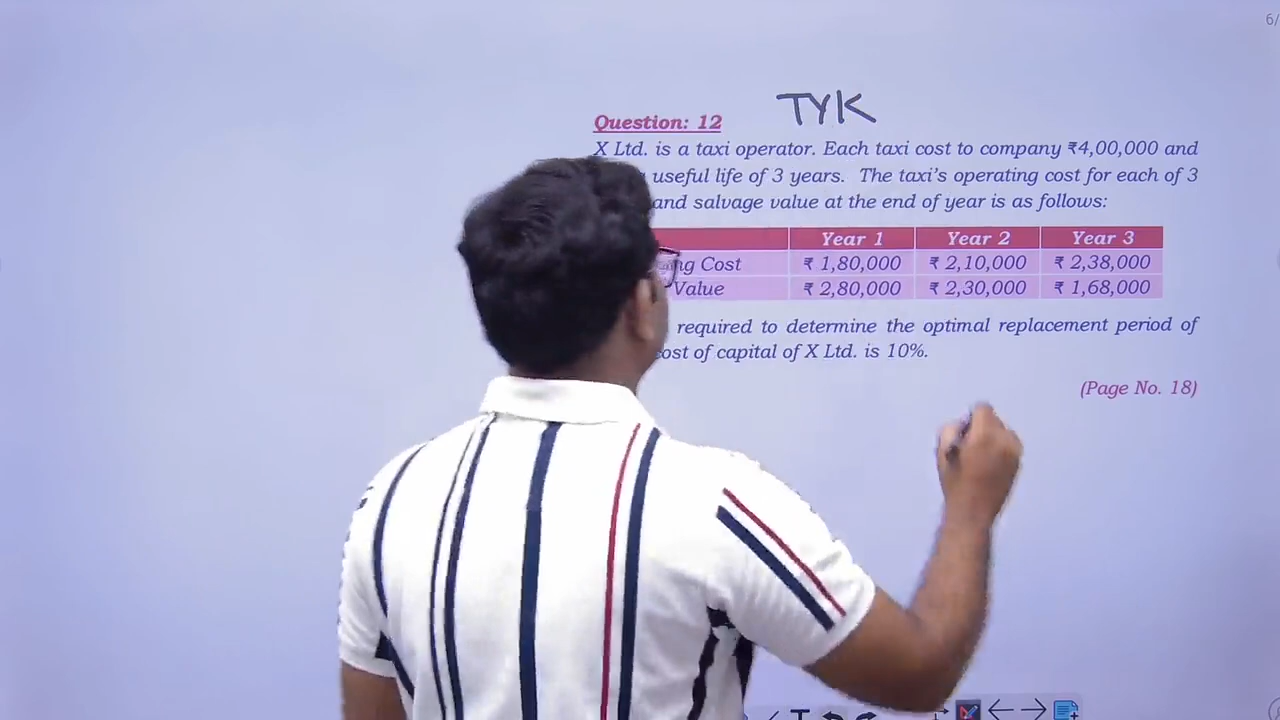 6/
TYK
Question: 12
X Ltd. is a taxi operator. Each taxi cost to company ₹4,00,000 and
useful life of 3 years. The taxi's operating cost for each of 3
and salvage value at the end of year is as follows:
Year 1 Year 2 Year 3
ng Cost ₹ 1,80,000 ₹ 2,10,000 ₹ 2,38,000
Value ₹ 2,80,000 ₹ 2,30,000 ₹ 1,68,000
required to determine the optimal replacement period of
cost of capital of X Ltd. is 10%.
(Page No. 18)